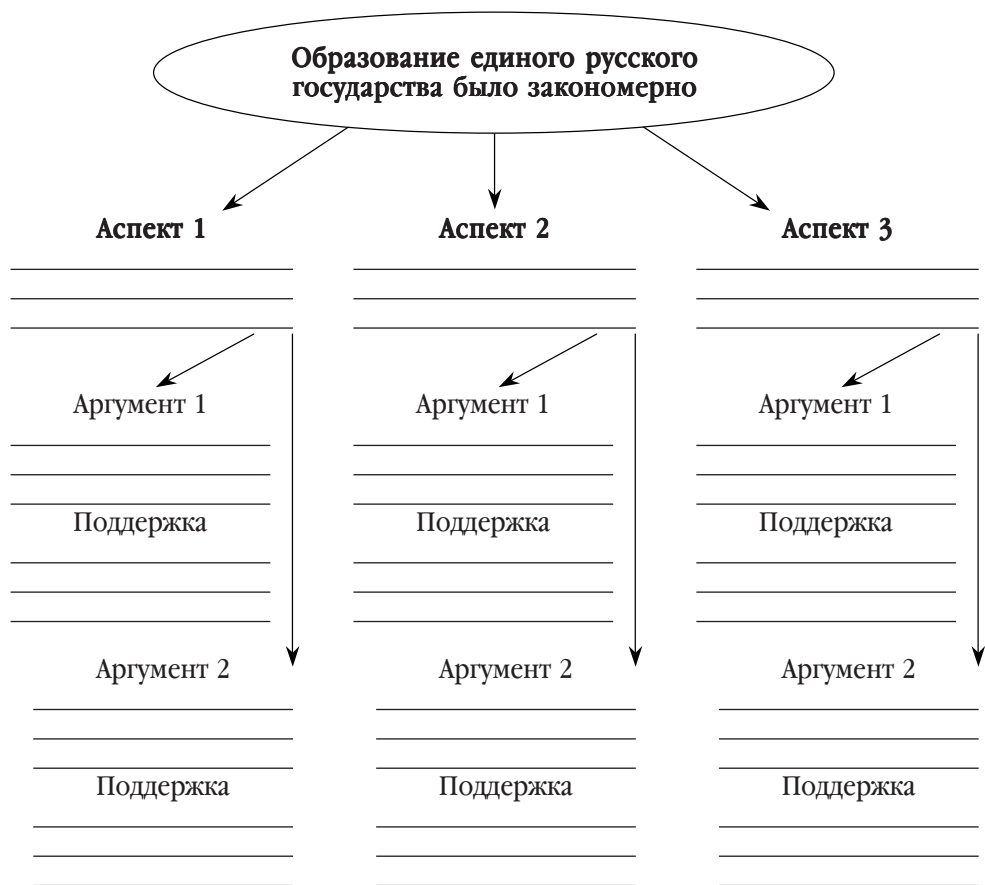 Образование единого русского
государства было закономерно
Аспект 1
Аспект 2
Аспект 3
Аргумент 1
Аргумент 1
Аргумент 1
Поддержка
Поддержка
Поддержка
Аргумент 2
Аргумент 2
Аргумент 2
Поддержка
Поддержка
Поддержка